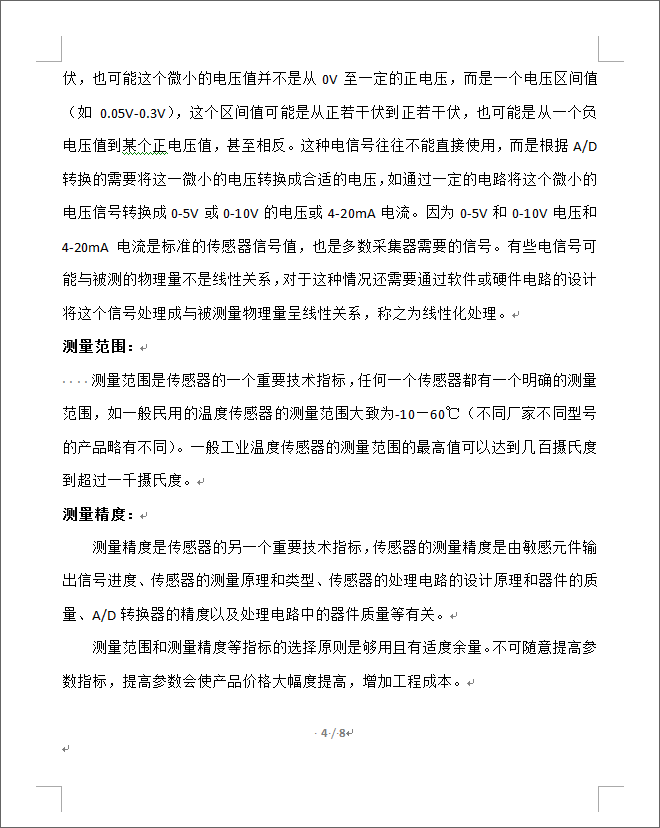 伏，也可能这个微小的电压值并不是从 0V 至一定的正电压，而是一个电压区间值
（如 0.05V-0.3V），这个区间值可能是从正若干伏到正若干伏，也可能是从一个负
电压值到某个正电压值，甚至相反。这种电信号往往不能直接使用，而是根据 A/D
转换的需要将这一微小的电压转换成合适的电压，如通过一定的电路将这个微小的
电压信号转换成 0-5V 或 0-10V 的电压或 4-20mA 电流。因为 0-5V 和 0-10V 电压和
4-20mA 电流是标准的传感器信号值，也是多数采集器需要的信号。有些电信号可
能与被测的物理量不是线性关系，对于这种情况还需要通过软件或硬件电路的设计
将这个信号处理成与被测量物理量呈线性关系，称之为线性化处理。
测量范围：
测量范围是传感器的一个重要技术指标，任何一个传感器都有一个明确的测量
范围，如一般民用的温度传感器的测量范围大致为-10—60℃（不同厂家不同型号
的产品略有不同）。一般工业温度传感器的测量范围的最高值可以达到几百摄氏度
到超过一千摄氏度。
测量精度：
测量精度是传感器的另一个重要技术指标，传感器的测量精度是由敏感元件输
出信号进度、传感器的测量原理和类型、传感器的处理电路的设计原理和器件的质
量、A/D 转换器的精度以及处理电路中的器件质量等有关。
测量范围和测量精度等指标的选择原则是够用且有适度余量。不可随意提高参
数指标，提高参数会使产品价格大幅度提高，增加工程成本。
4 / 8